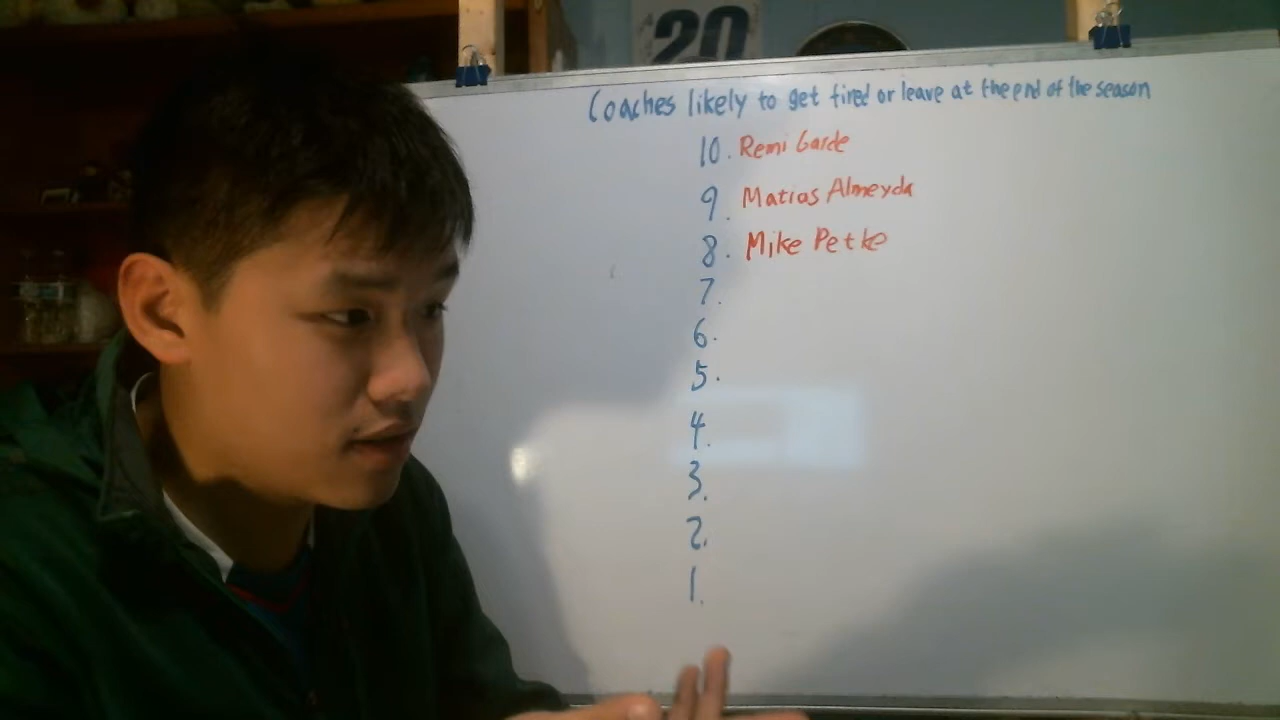 20
Coaches likely to get fired or leave at the end of the season
10. Remi Garde
9. Matias Almeyda
8. Mike Petke
7.
6.
5.
4.
3.
2.
1.